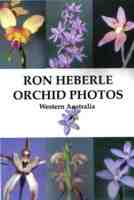 RON HEBERLE
ORCHID PHOTOS
Western Australia